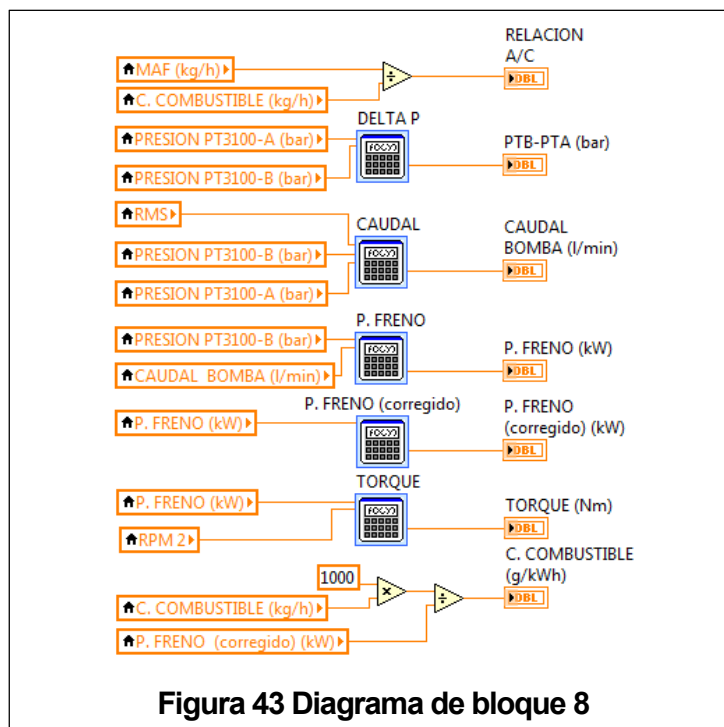 RELACION
A/C
MAF (kg/h)
÷
DBL
C. COMBUSTIBLE (kg/h)
DELTA P
PRESION PT3100-A (bar)
f(x,y)
PTB-PTA (bar)
DBL
PRESION PT3100-B (bar)
RMS
CAUDAL
CAUDAL
BOMBA (l/min)
PRESION PT3100-B (bar)
f(x,y)
DBL
PRESION PT3100-A (bar)
P. FRENO
PRESION PT3100-B (bar)
f(x,y)
P. FRENO (kW)
DBL
CAUDAL BOMBA (l/min)
P. FRENO (corregido)
P. FRENO
(corregido) (kW)
P. FRENO (kW)
f(x,y)
DBL
TORQUE
P. FRENO (kW)
f(x,y)
TORQUE (Nm)
DBL
RPM 2
C. COMBUSTIBLE
(g/kWh)
1000
×
÷
DBL
C. COMBUSTIBLE (kg/h)
P. FRENO (corregido) (kW)
Figura 43 Diagrama de bloque 8